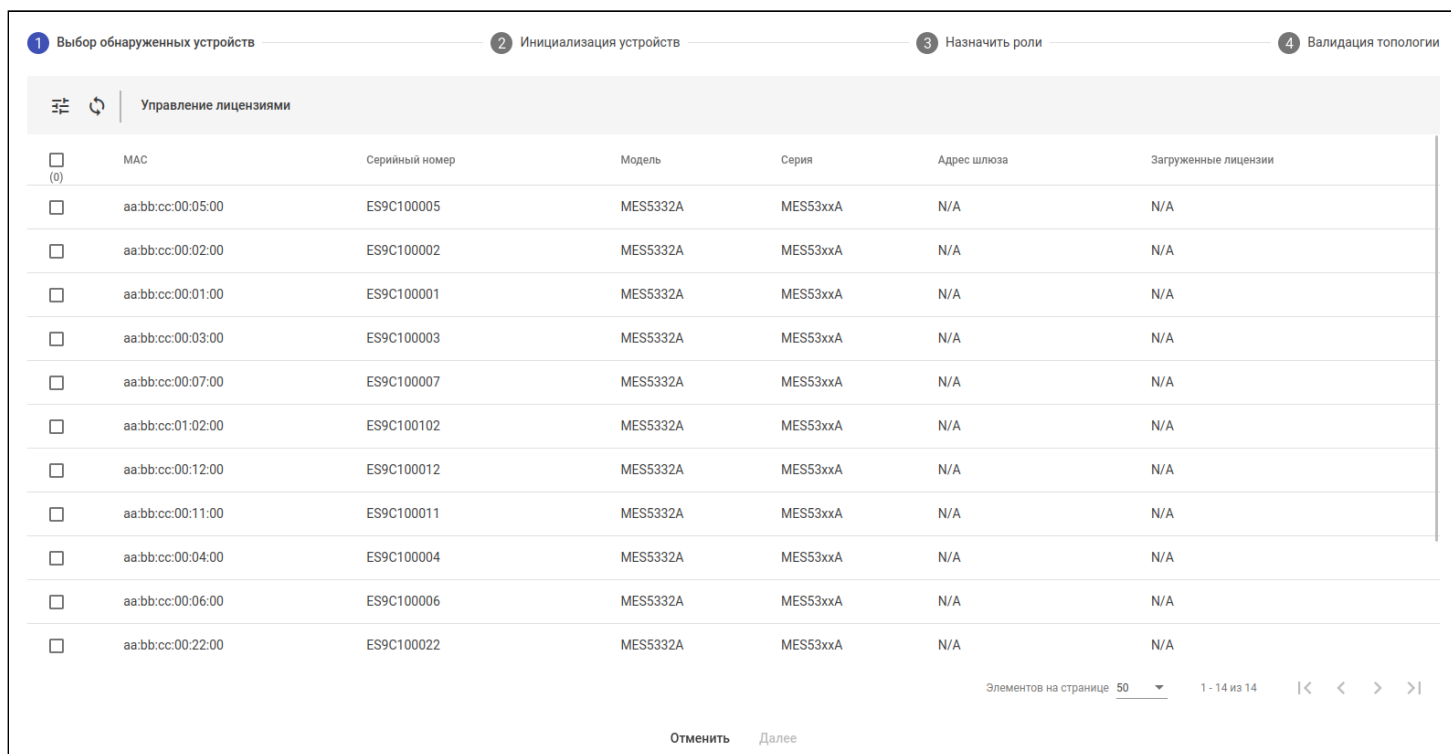 1 Выбор обнаруженных устройств 2 Инициализация устройств 3 Назначить роли 4 Валидация топологии
Управление лицензиями
MAC Серийный номер Модель Серия Адрес шлюза Загруженные лицензии
(0)
aa:bb:cc:00:05:00 ES9C100005 MES5332A MES53xxA N/A N/A
aa:bb:cc:00:02:00 ES9C100002 MES5332A MES53xxA N/A N/A
aa:bb:cc:00:01:00 ES9C100001 MES5332A MES53xxA N/A N/A
aa:bb:cc:00:03:00 ES9C100003 MES5332A MES53xxA N/A N/A
aa:bb:cc:00:07:00 ES9C100007 MES5332A MES53xxA N/A N/A
aa:bb:cc:01:02:00 ES9C100102 MES5332A MES53xxA N/A N/A
aa:bb:cc:00:12:00 ES9C100012 MES5332A MES53xxA N/A N/A
aa:bb:cc:00:11:00 ES9C100011 MES5332A MES53xxA N/A N/A
aa:bb:cc:00:04:00 ES9C100004 MES5332A MES53xxA N/A N/A
aa:bb:cc:00:06:00 ES9C100006 MES5332A MES53xxA N/A N/A
aa:bb:cc:00:22:00 ES9C100022 MES5332A MES53xxA N/A N/A
Элементов на странице 50 1 - 14 из 14
Отменить Далее